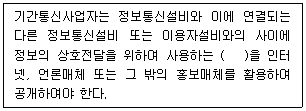 기간통신사업자는 정보통신설비와 이에 연결되는
다른 정보통신설비 또는 이용자설비와의 사이에
정보의 상호전달을 위하여 사용하는 (   )을 인터
넷, 언론매체 또는 그 밖의 홍보매체를 활용하여
공개하여야 한다.